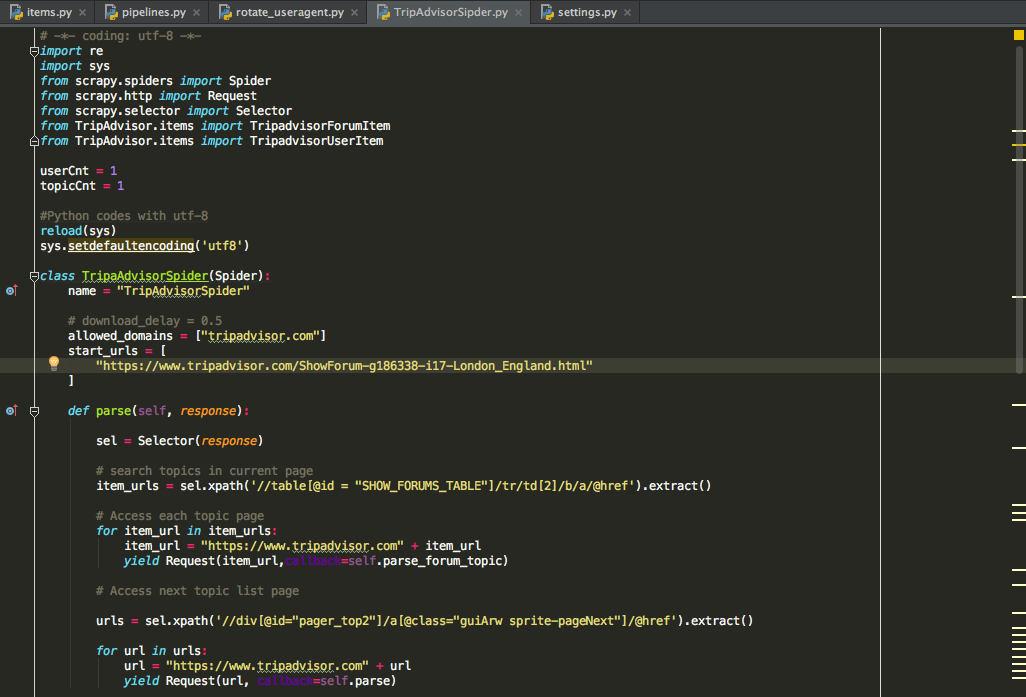 items.py × pipelines.py × rotate_useragent.py × TripAdvisorSipder.py × settings.py ×
# -*- coding: utf-8 -*-
import re
import sys
from scrapy.spiders import Spider
from scrapy.http import Request
from scrapy.selector import Selector
from TripAdvisor.items import TripadvisorForumItem
from TripAdvisor.items import TripadvisorUserItem
userCnt = 1
topicCnt = 1
#Python codes with utf-8
reload(sys)
sys.setdefaultencoding('utf8')
class TripaAdvisorSpider(Spider):
name = "TripAdvisorSpider"
# download_delay = 0.5
allowed_domains = ["tripadvisor.com"]
start_urls = [
"https://www.tripadvisor.com/ShowForum-g186338-i17-London_England.html"
]
def parse(self, response):
sel = Selector(response)
# search topics in current page
item_urls = sel.xpath('//table[@id = "SHOW_FORUMS_TABLE"]/tr/td[2]/b/a/@href').extract()
# Access each topic page
for item_url in item_urls:
item_url = "https://www.tripadvisor.com" + item_url
yield Request(item_url,callback=self.parse_forum_topic)
# Access next topic list page
urls = sel.xpath('//div[@id="pager_top2"]/a[@class="guiArw sprite-pageNext"]/@href').extract()
for url in urls:
url = "https://www.tripadvisor.com" + url
yield Request(url, callback=self.parse)